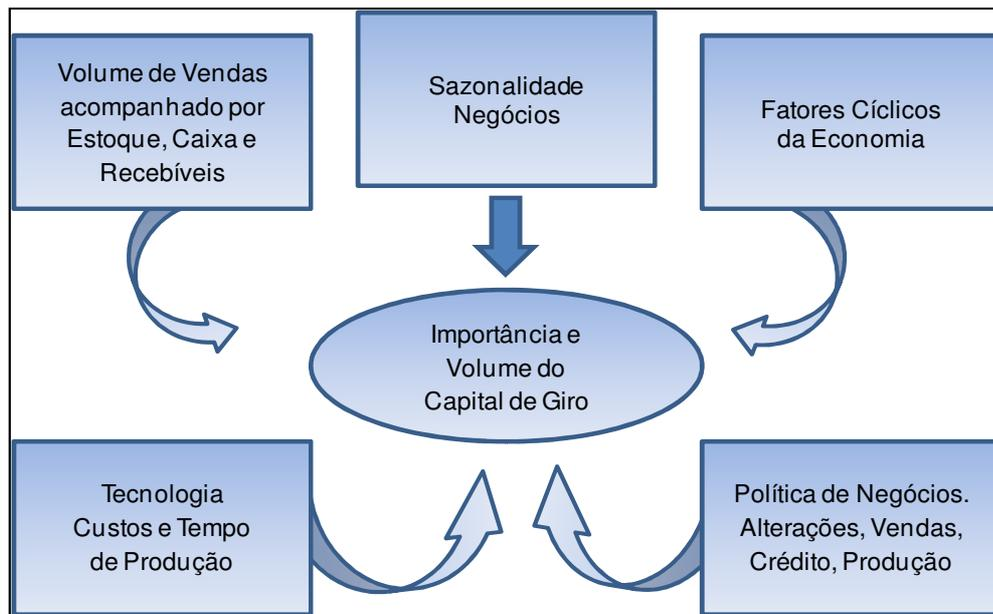 Volume de Vendas
acompanhado por
Estoque, Caixa e
Recebíveis
Sazonalidade
Negócios
Fatores Cíclicos
da Economia
Importância e
Volume do
Capital de Giro
Tecnologia
Custos e Tempo
de Produção
Política de Negócios.
Alterações, Vendas,
Crédito, Produção